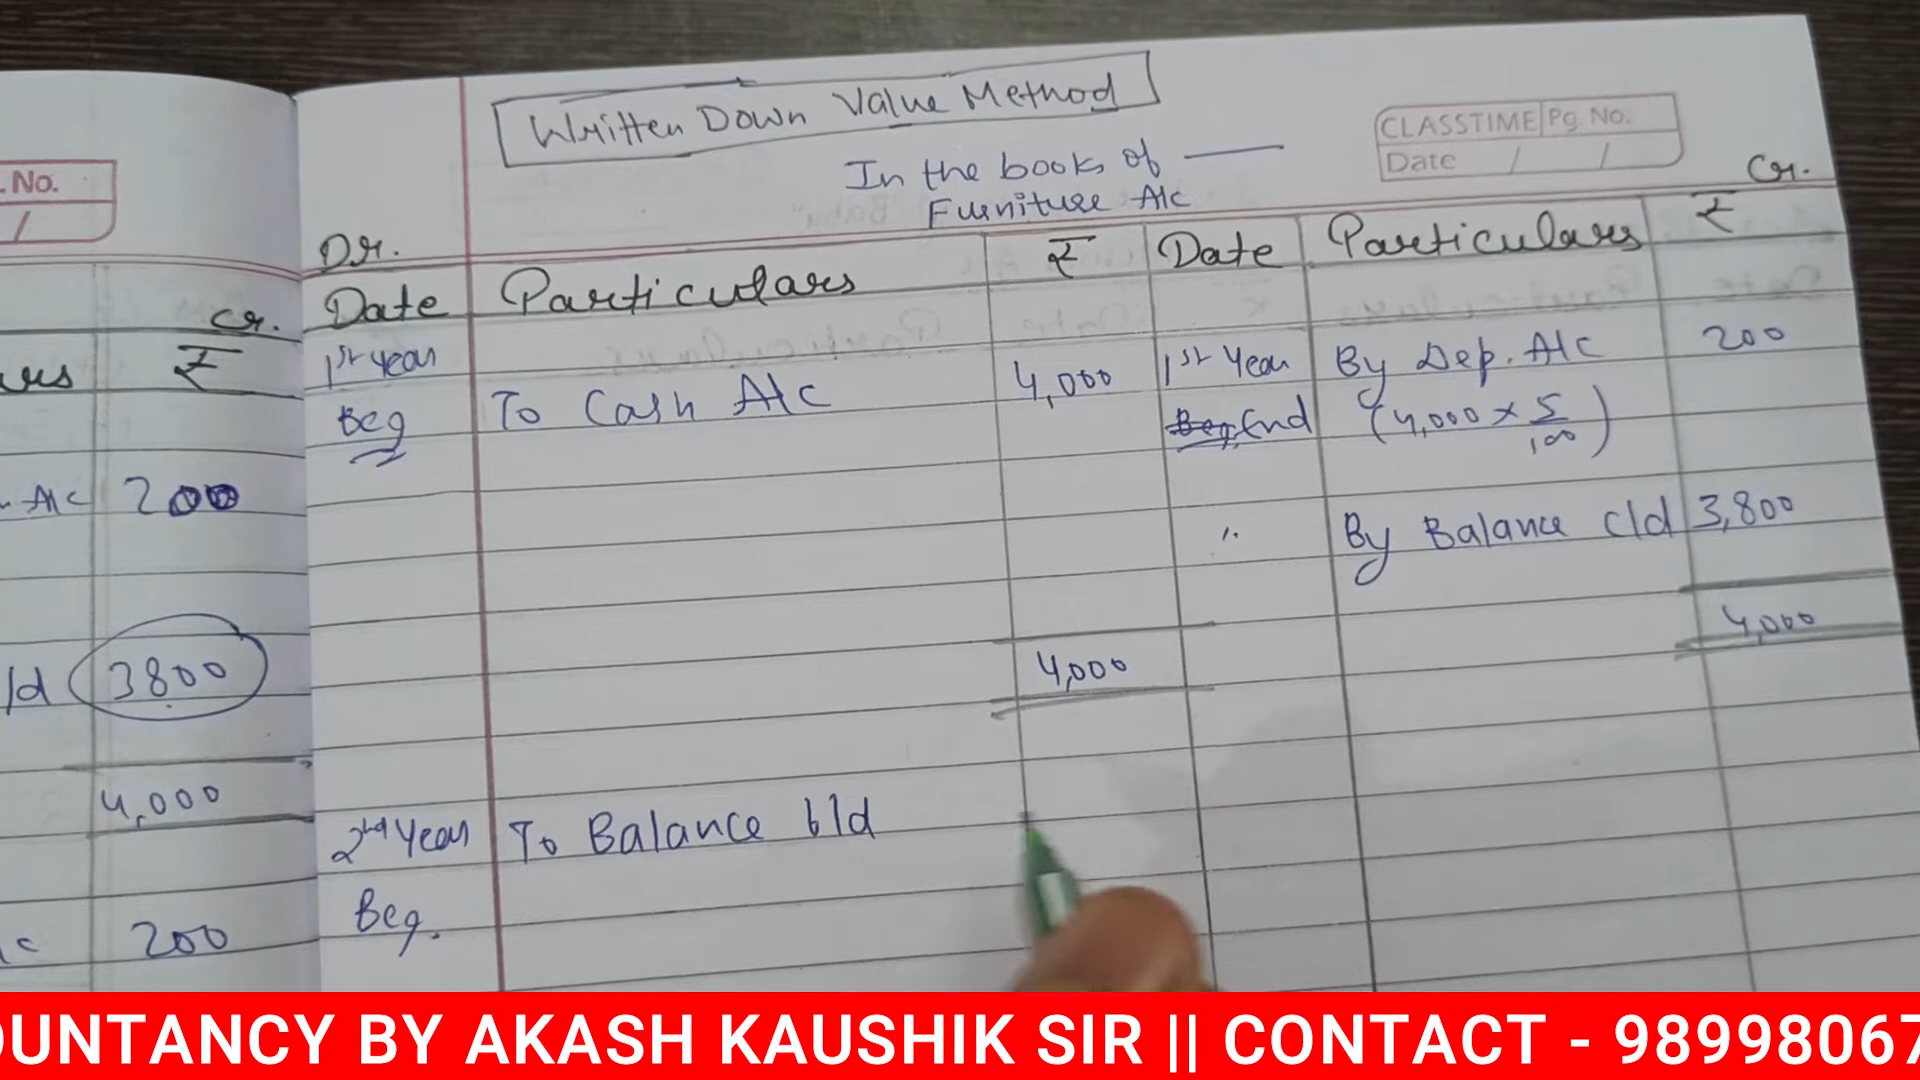 .No.
/
cr.
₹
A/c 200
/d 3800
4,000
200
Written Down Value Method
CLASSTIME Pg. No.
Date / /
In the books of ——
Furniture A/c
Dr.
Cr.
Date Particulars ₹ Date Particulars ₹
1st Year
Beg To Cash A/c 4,000
1st Year By Dep. A/c 200
Beg. End (4,000 × 5/100)
〃 By Balance c/d 3,800
4,000
4,000
2nd Year To Balance b/d
Beg.
OUNTANCY BY AKASH KAUSHIK SIR || CONTACT - 98998067